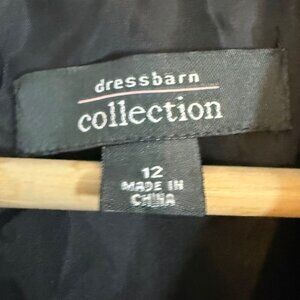 dressbarn
collection
12
MADE IN
CHINA